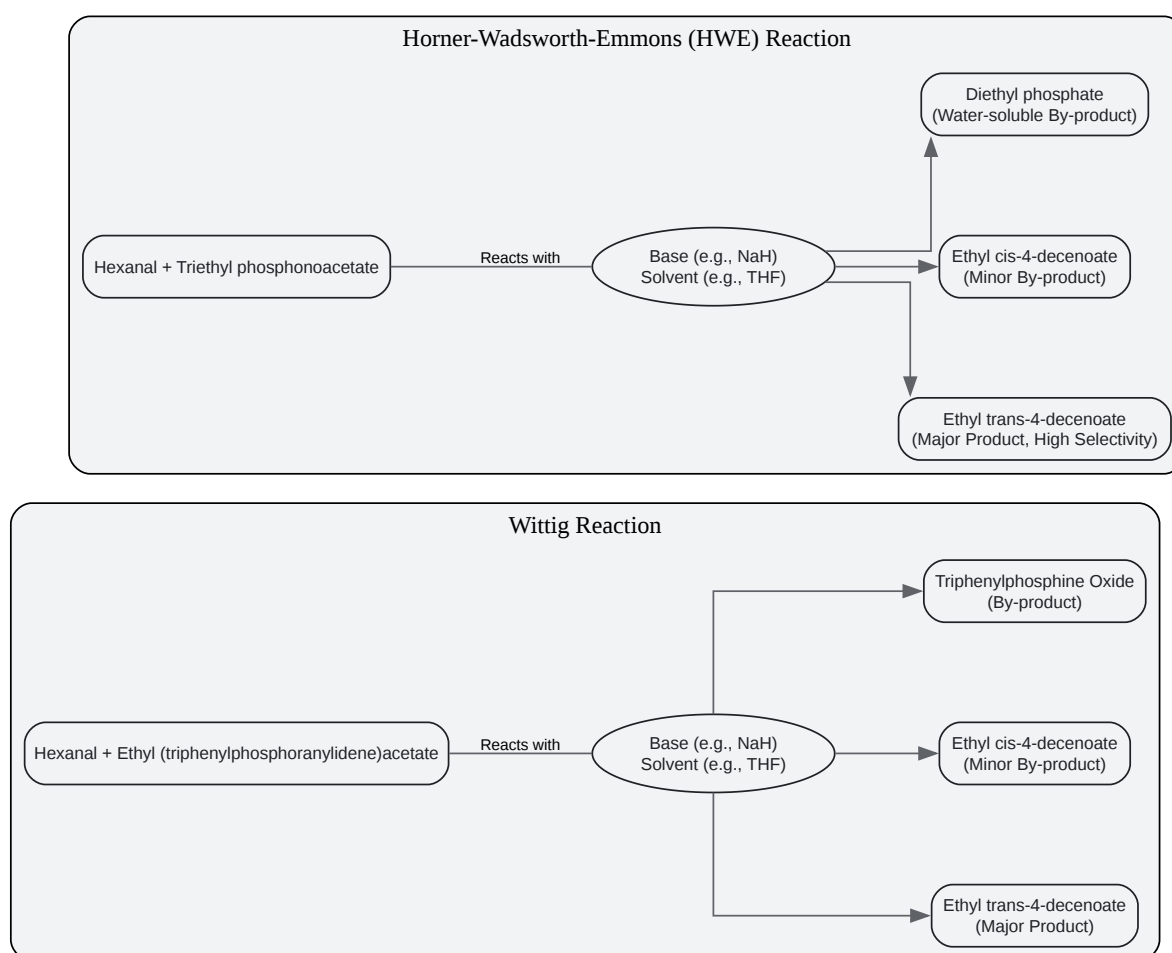 Horner-Wadsworth-Emmons (HWE) Reaction
Diethyl phosphate
(Water-soluble By-product)
Hexanal + Triethyl phosphonoacetate
Reacts with
Base (e.g., NaH)
Solvent (e.g., THF)
Ethyl cis-4-decenoate
(Minor By-product)
Ethyl trans-4-decenoate
(Major Product, High Selectivity)
Wittig Reaction
Triphenylphosphine Oxide
(By-product)
Hexanal + Ethyl (triphenylphosphoranylidene)acetate
Reacts with
Base (e.g., NaH)
Solvent (e.g., THF)
Ethyl cis-4-decenoate
(Minor By-product)
Ethyl trans-4-decenoate
(Major Product)